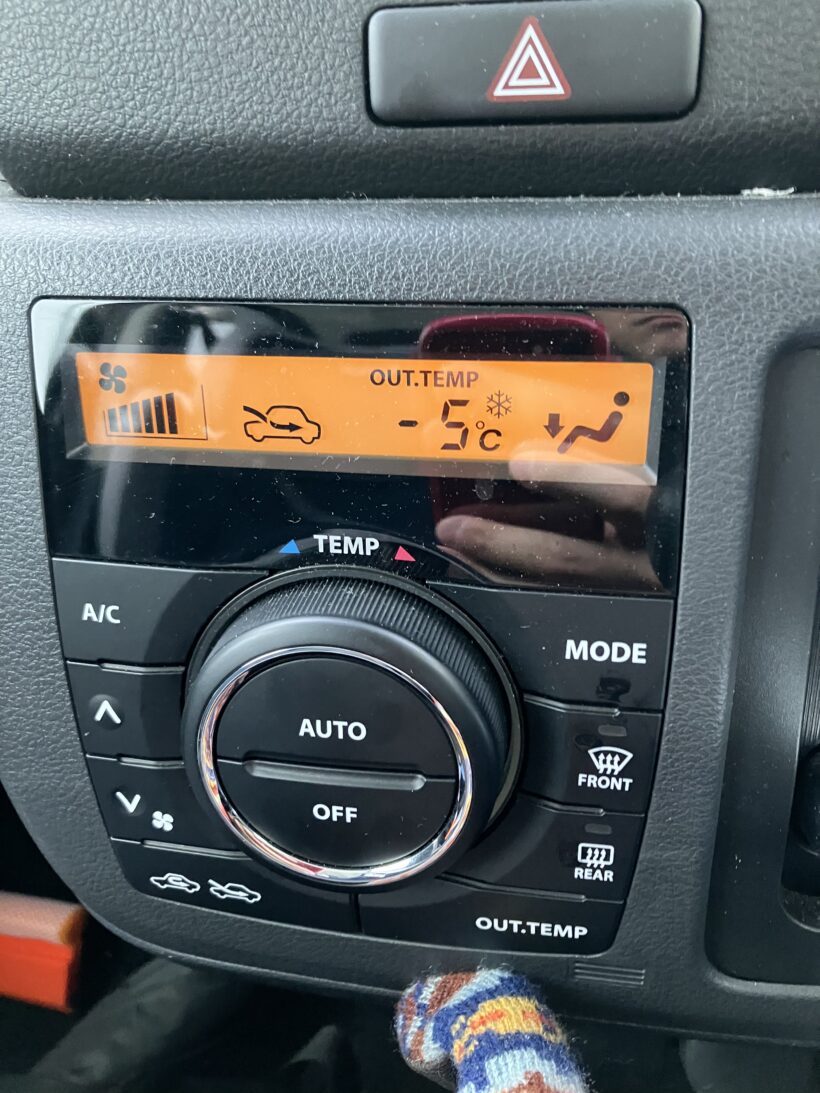 OUT.TEMP
-5°C
TEMP
A/C
MODE
AUTO
FRONT
OFF
REAR
OUT.TEMP